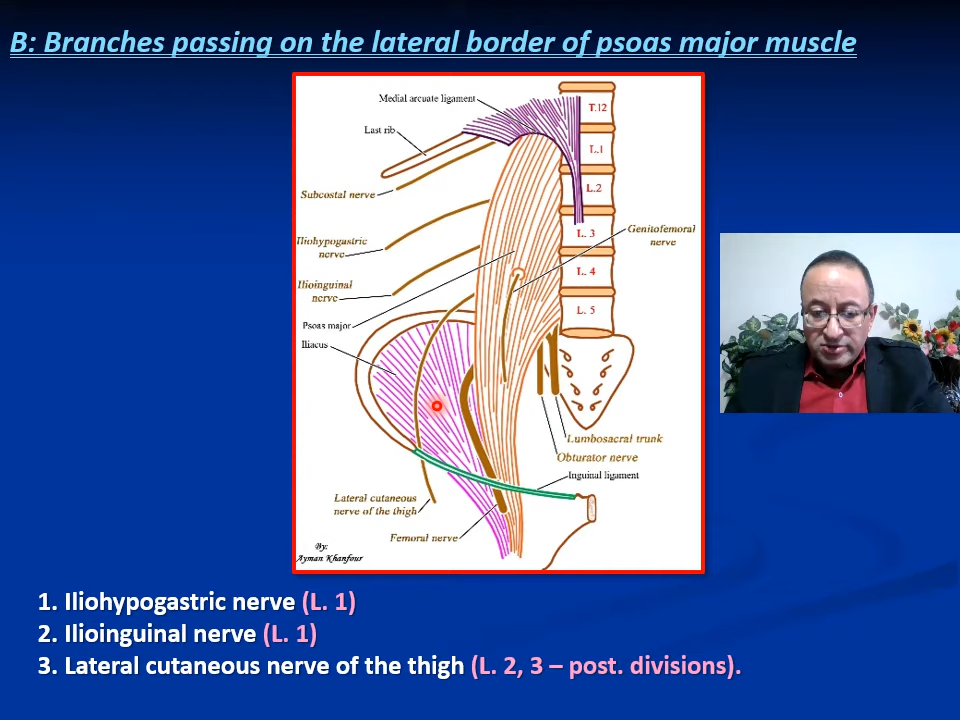 B: Branches passing on the lateral border of psoas major muscle
Medial arcuate ligament
T.12
Last rib
L.1
L.2
Subcostal nerve
Genitofemoral
nerve
L. 3
Iliohypogastric
nerve
L. 4
Ilioinguinal
nerve
L. 5
Psoas major
Iliacus
Lumbosacral trunk
Obturator nerve
Inguinal ligament
Lateral cutaneous
nerve of the thigh
Femoral nerve
By:
Ayman Khanfour
1. Iliohypogastric nerve (L. 1)
2. Ilioinguinal nerve (L. 1)
3. Lateral cutaneous nerve of the thigh (L. 2, 3 – post. divisions).